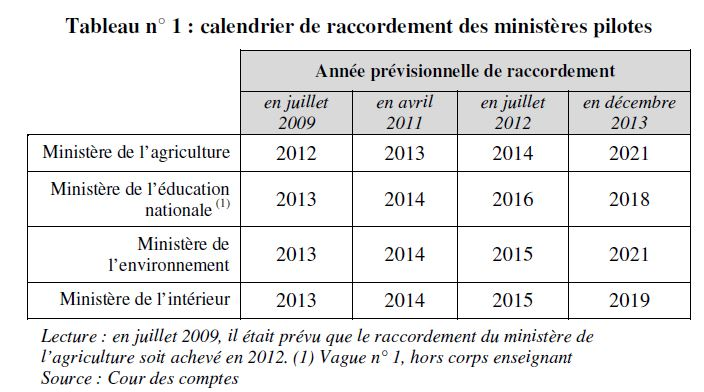 Tableau n° 1 : calendrier de raccordement des ministères pilotes
Année prévisionnelle de raccordement
en juillet 2009 en avril 2011 en juillet 2012 en décembre 2013
Ministère de l'agriculture 2012 2013 2014 2021
Ministère de l'éducation nationale (1) 2013 2014 2016 2018
Ministère de l'environnement 2013 2014 2015 2021
Ministère de l'intérieur 2013 2014 2015 2019
Lecture : en juillet 2009, il était prévu que le raccordement du ministère de
l'agriculture soit achevé en 2012. (1) Vague n° 1, hors corps enseignant
Source : Cour des comptes